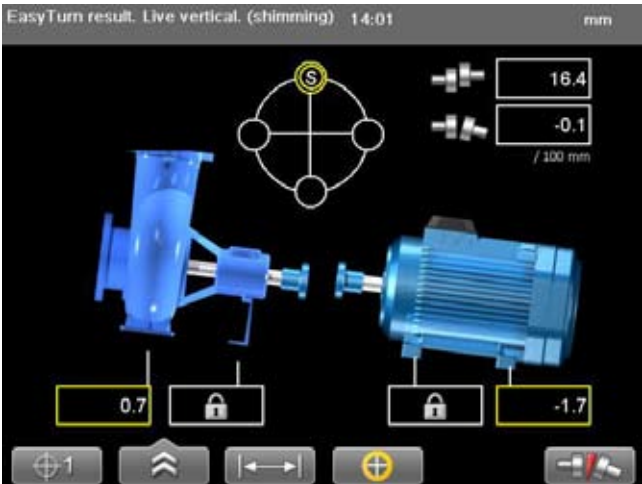 EasyTurn result. Live vertical. (shimming) 14:01 mm
S
16.4
-0.1
/ 100 mm
0.7
-1.7
1